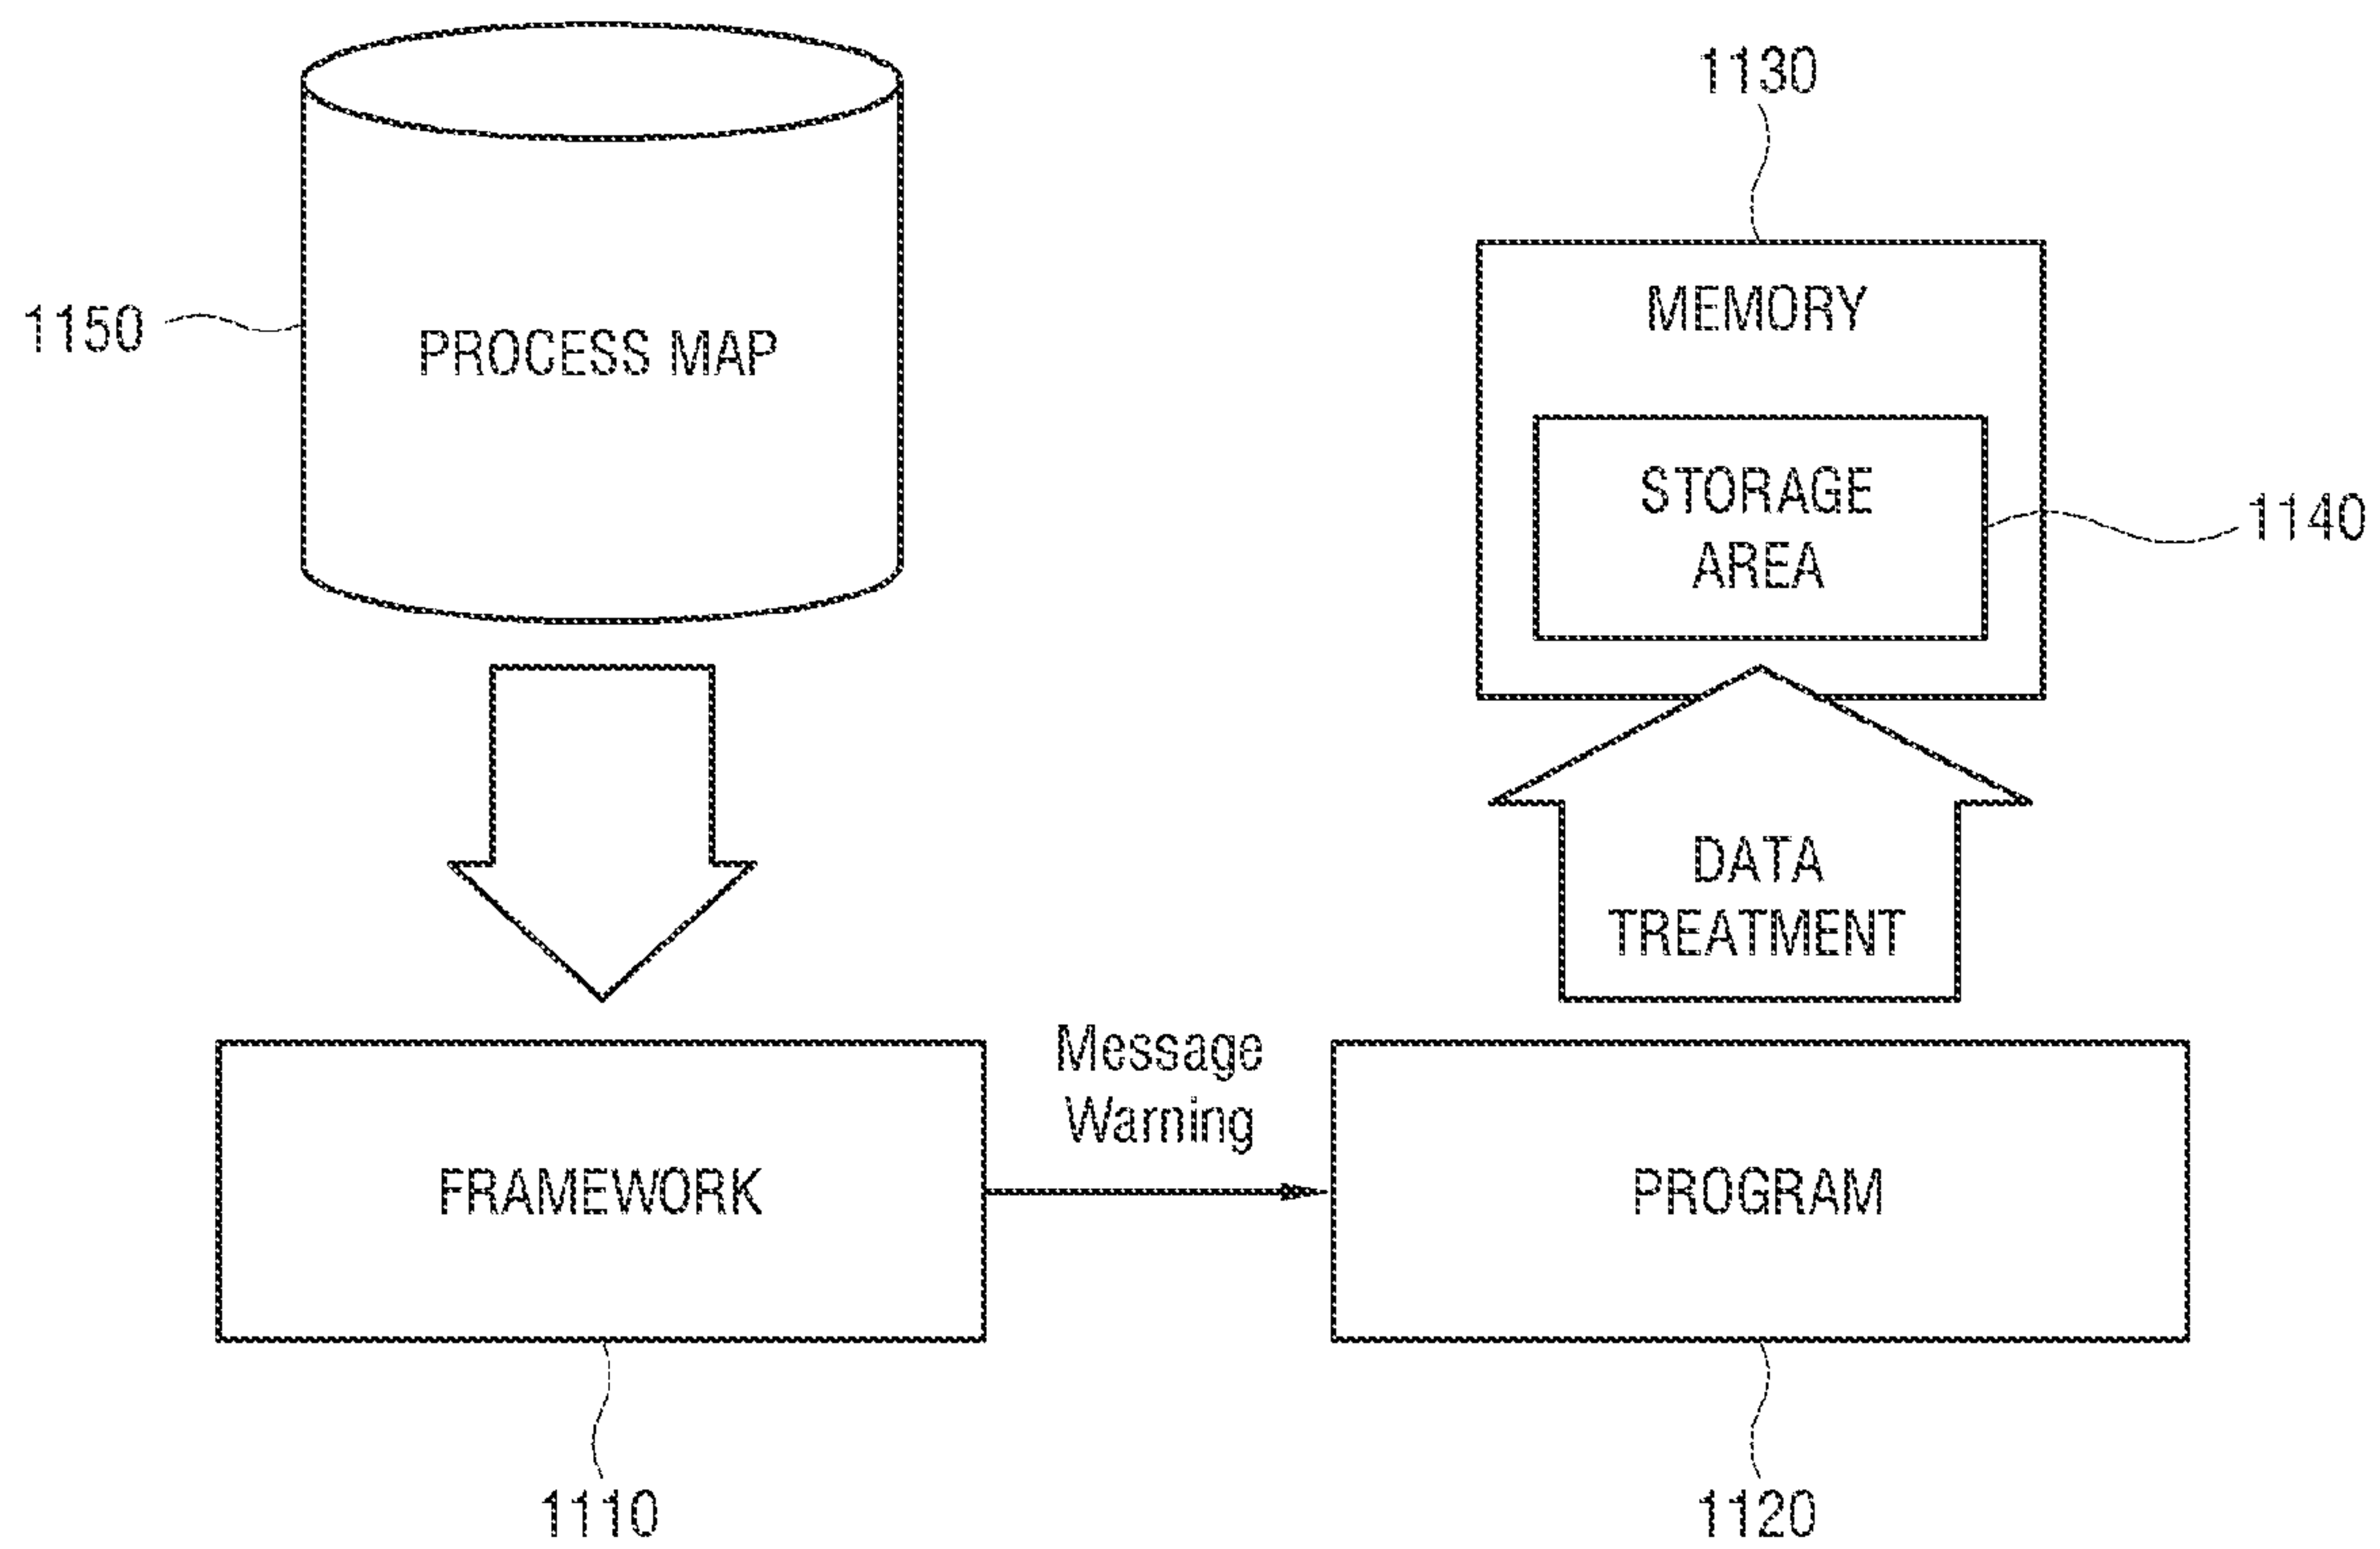 1130
MEMORY
1150
PROCESS MAP
STORAGE
AREA
1140
DATA
TREATMENT
Message
Warning
FRAMEWORK
PROGRAM
1110
1120